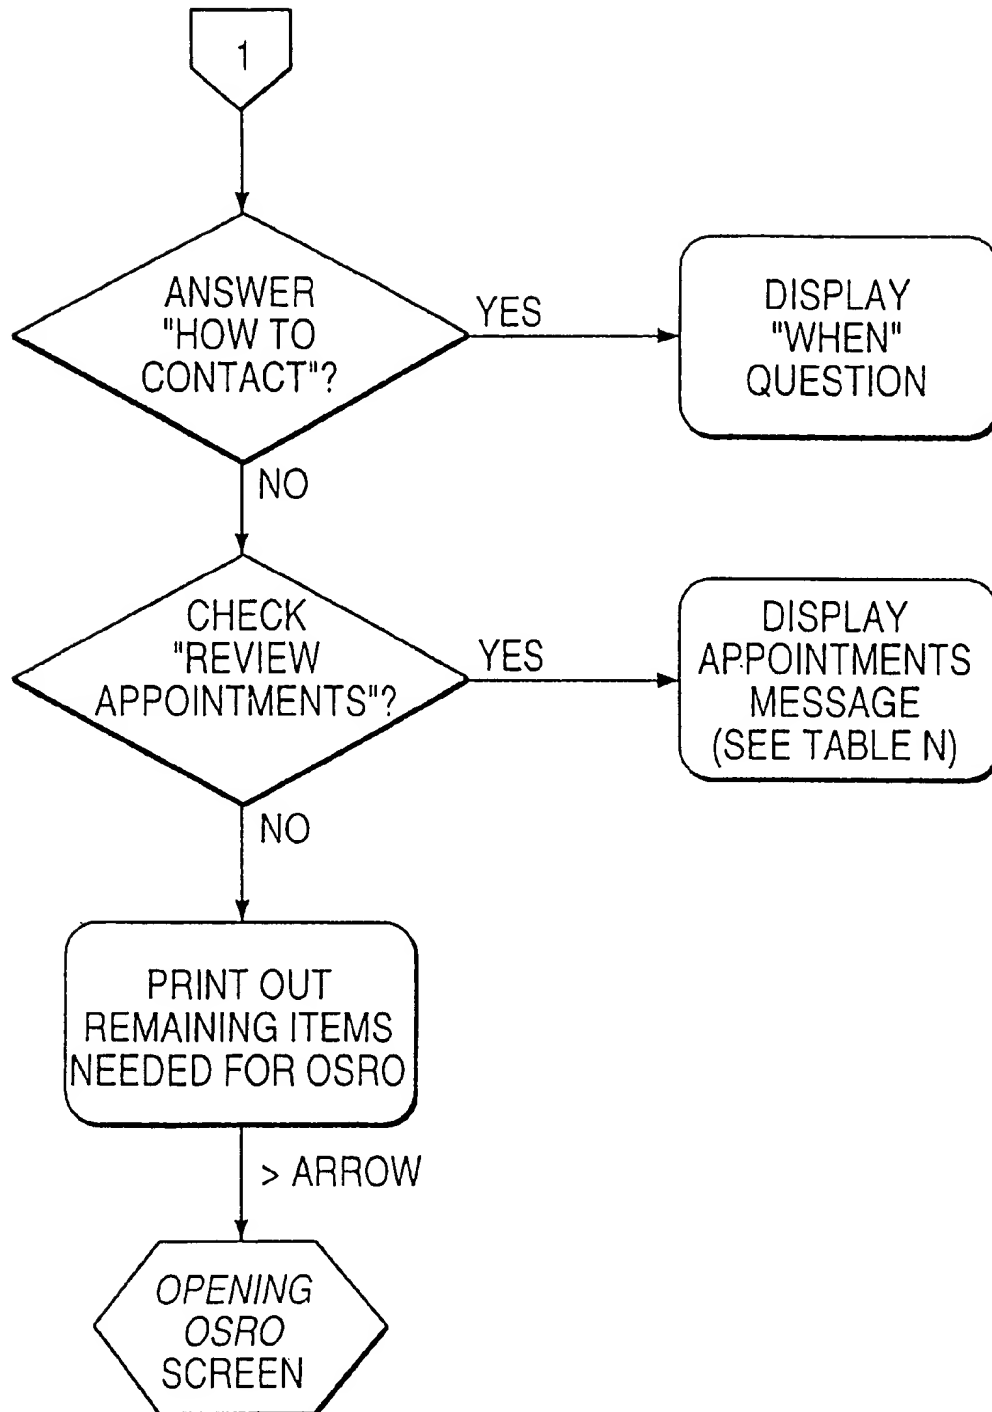 1
ANSWER
"HOW TO
CONTACT"?
YES
DISPLAY
"WHEN"
QUESTION
NO
CHECK
"REVIEW
APPOINTMENTS"?
YES
DISPLAY
APPOINTMENTS
MESSAGE
(SEE TABLE N)
NO
PRINT OUT
REMAINING ITEMS
NEEDED FOR OSRO
> ARROW
OPENING
OSRO
SCREEN